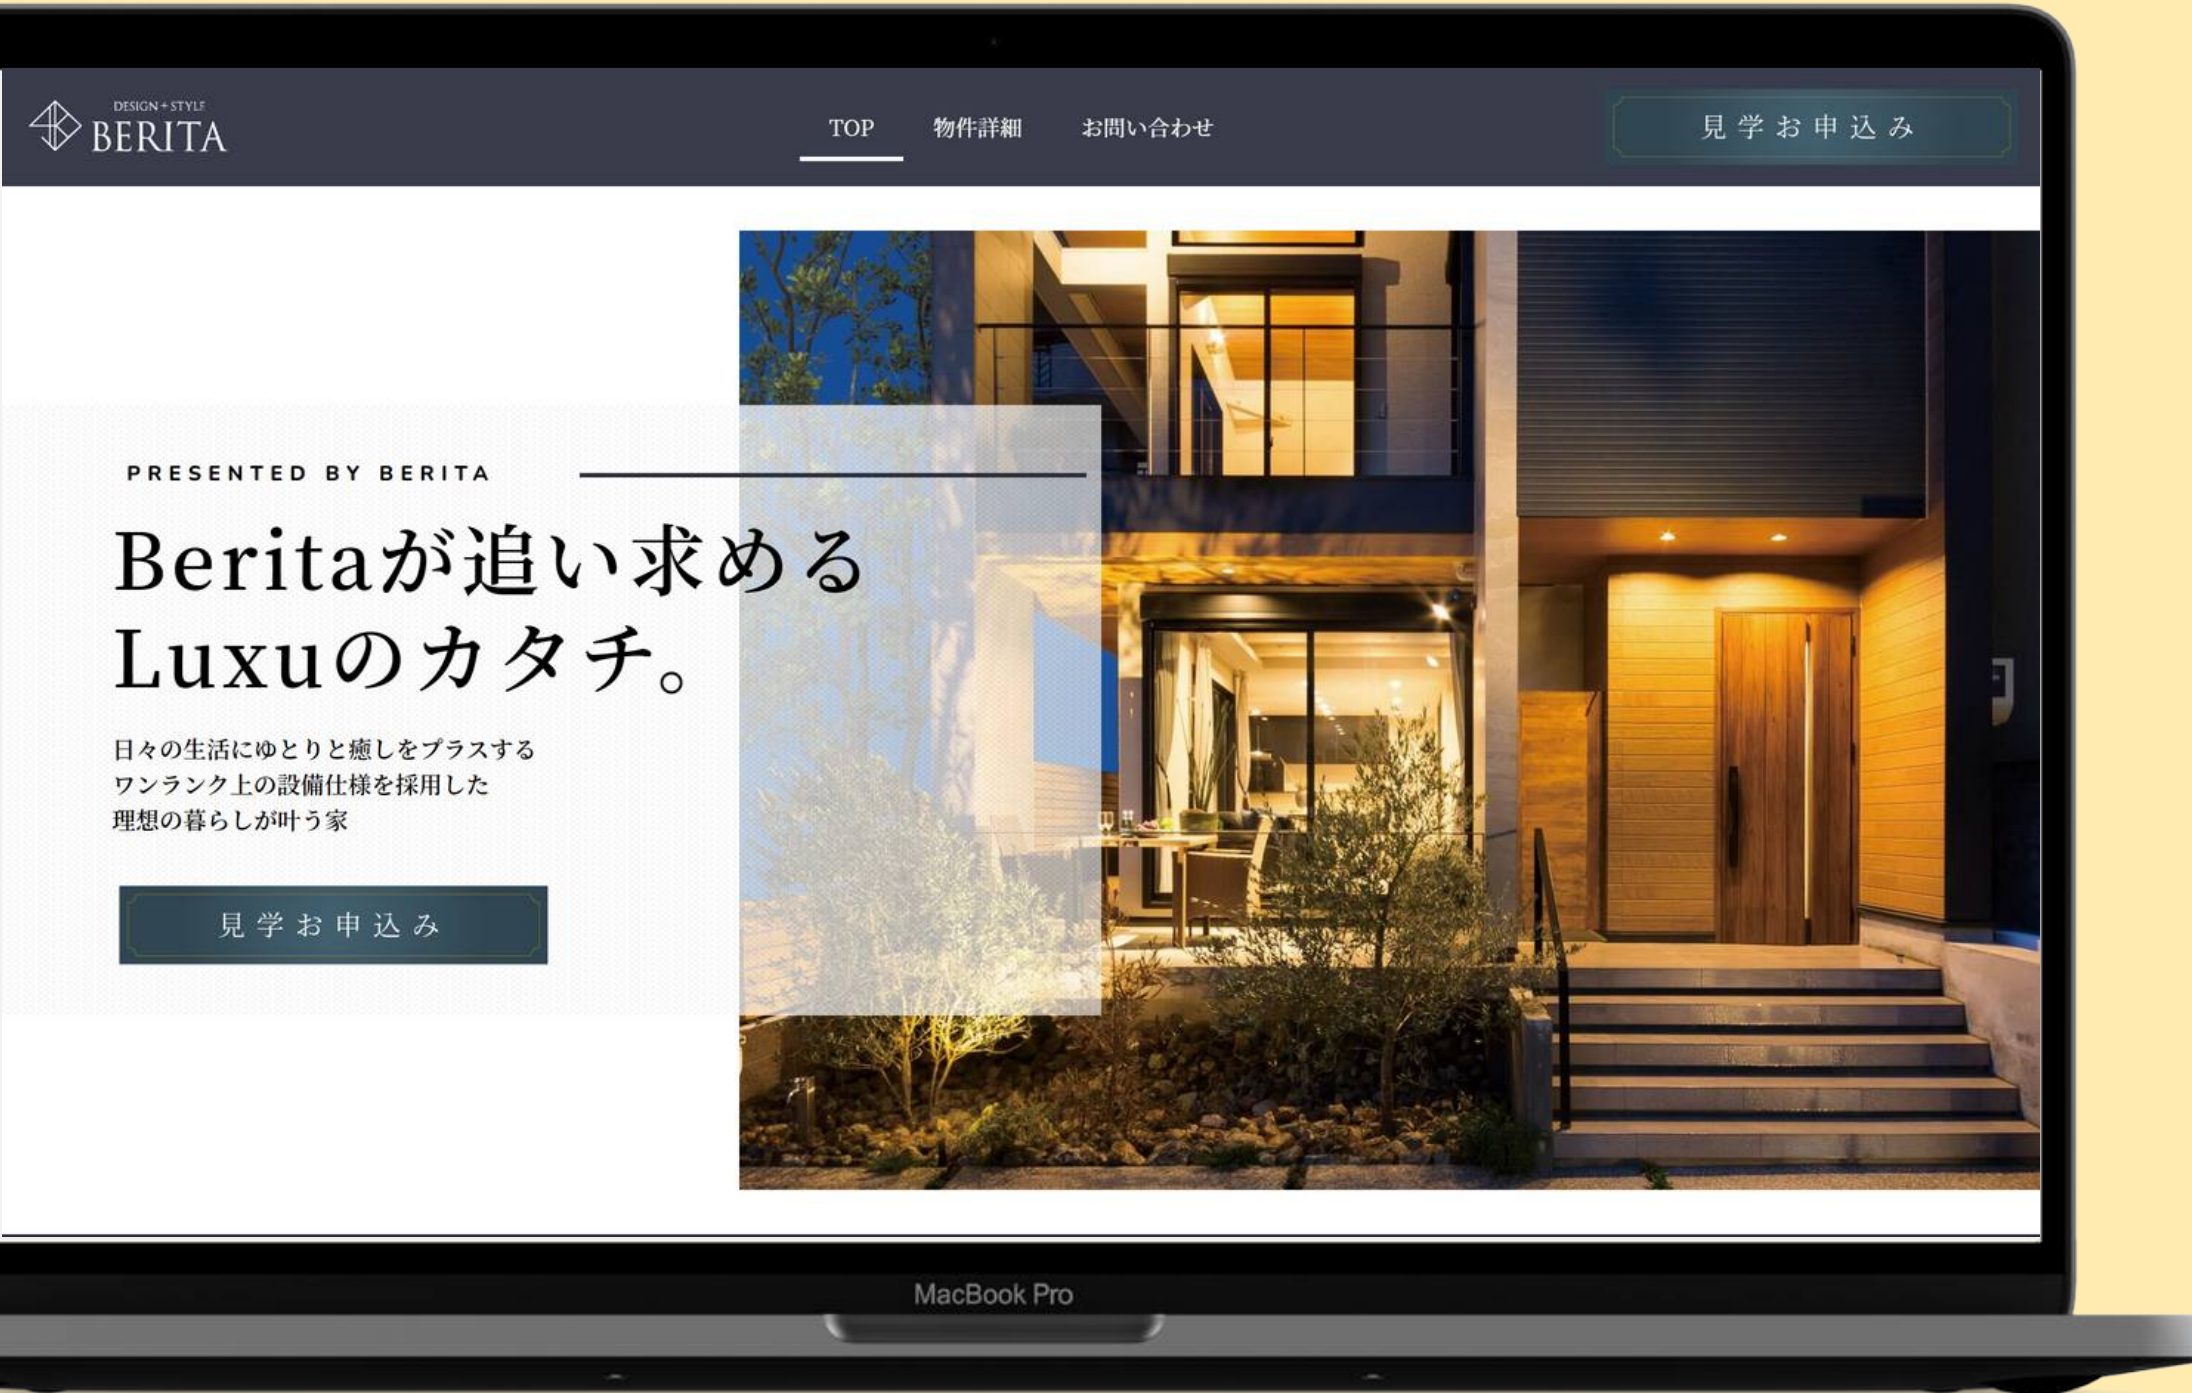 DESIGN+STYLE
BERITA
TOP
物件詳細
お問い合わせ
見学お申込み
PRESENTED BY BERITA
Beritaが追い求める
Luxuのカタチ。
日々の生活にゆとりと癒しをプラスする
ワンランク上の設備仕様を採用した
理想の暮らしが叶う家
見学お申込み
MacBook Pro